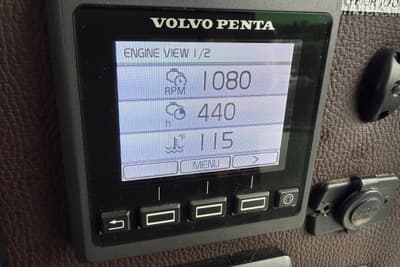 VOLVO PENTA
ENGINE VIEW 1/2
RPM 1080
h 440
°F 115
MENU >